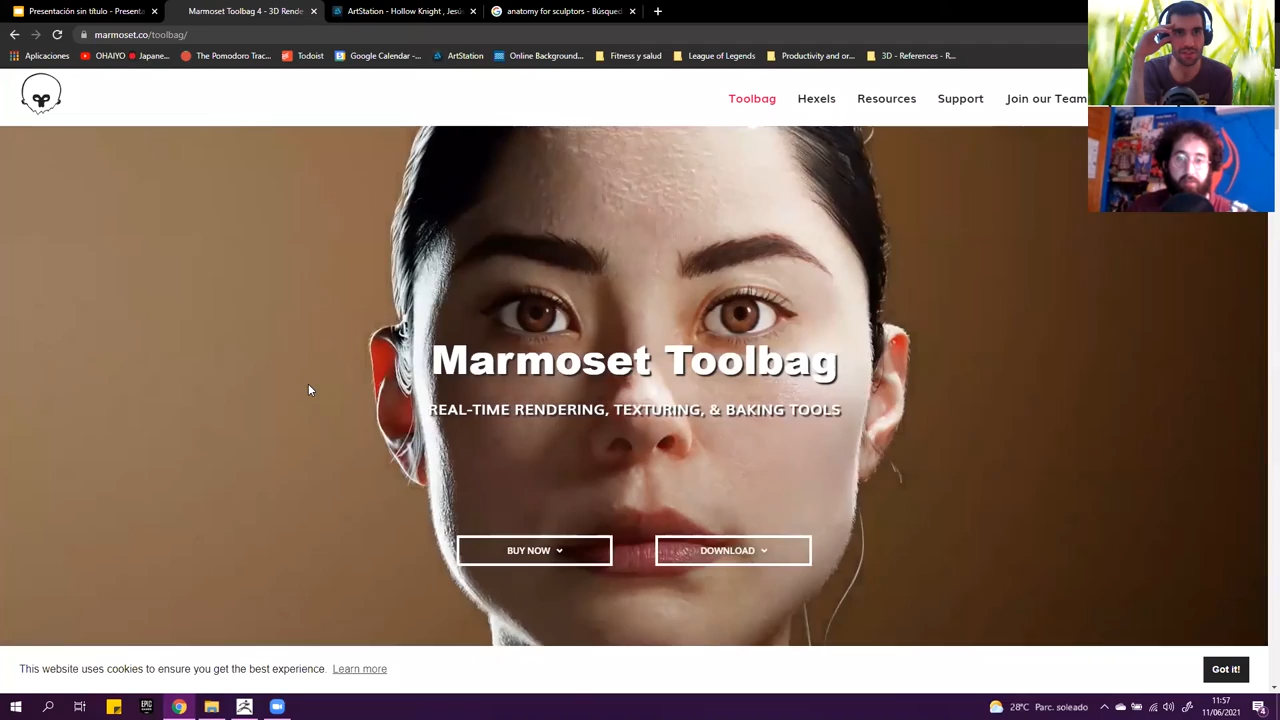 Presentación sin título - Presenta
Marmoset Toolbag 4 - 3D Rende
ArtStation - Hollow Knight , Jesús
anatomy for sculptors - Búsqued
marmoset.co/toolbag/
Aplicaciones
OHAIYO Japane...
The Pomodoro Trac...
Todoist
Google Calendar -...
ArtStation
Online Background...
Fitness y salud
League of Legends
Productivity and or...
3D - References - R...
Toolbag
Hexels
Resources
Support
Join our Team
Marmoset Toolbag
REAL-TIME RENDERING, TEXTURING, & BAKING TOOLS
BUY NOW
DOWNLOAD
This website uses cookies to ensure you get the best experience. Learn more
Got it!
EPIC
28°C Parc. soleado
11:57
11/06/2021
4